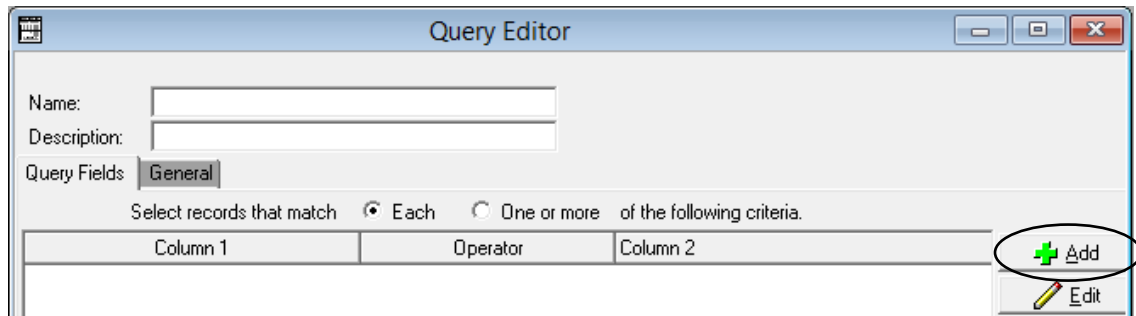 Query Editor
Name:
Description:
Query Fields General
Select records that match Each One or more of the following criteria.
Column 1 Operator Column 2
Add
Edit